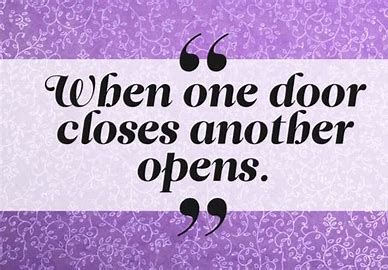 “
When one door
closes another
opens.
”